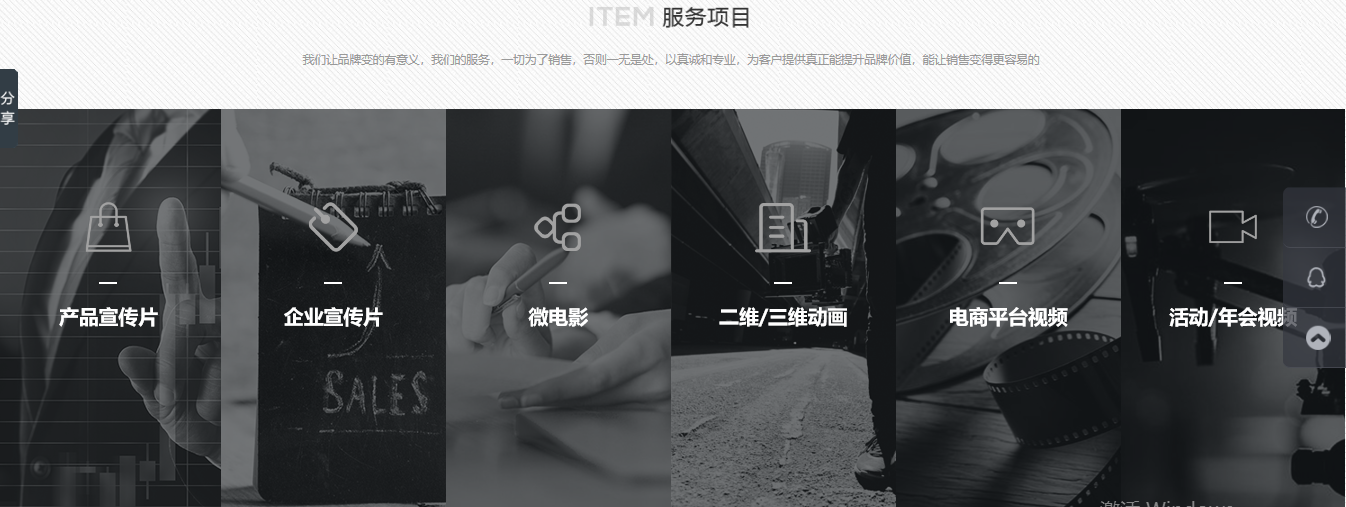 ITEM 服务项目
我们让品牌变的有意义，我们的服务，一切为了销售，否则一无是处，以真诚和专业，为客户提供真正能提升品牌价值，能让销售变得更容易的
分
享
产品宣传片
企业宣传片
微电影
二维/三维动画
电商平台视频
活动/年会视频
SALES
激活 Windows